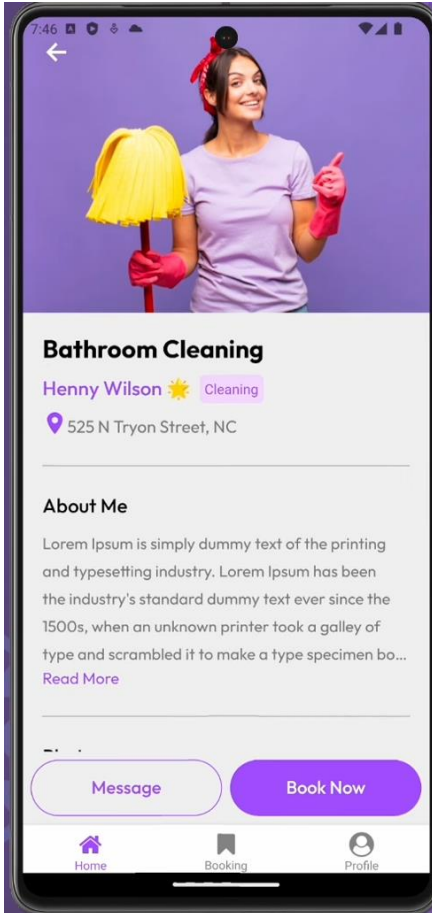 7:46
Bathroom Cleaning
Henny Wilson
Cleaning
525 N Tryon Street, NC
About Me
Lorem Ipsum is simply dummy text of the printing
and typesetting industry. Lorem Ipsum has been
the industry's standard dummy text ever since the
1500s, when an unknown printer took a galley of
type and scrambled it to make a type specimen bo...
Read More
Message
Book Now
Home
Booking
Profile